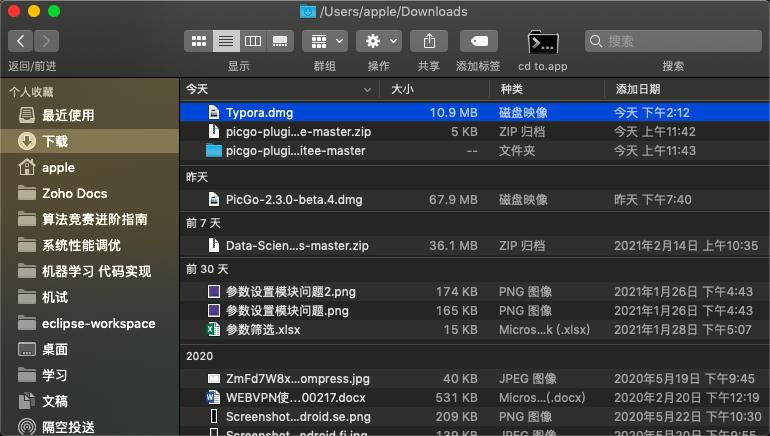 /Users/apple/Downloads
返回/前进 显示 群组 操作 共享 添加标签 cd to.app 搜索 搜索
个人收藏
最近使用
下载
apple
Zoho Docs
算法竞赛进阶指南
系统性能调优
机器学习 代码实现
机试
eclipse-workspace
桌面
学习
文稿
隔空投送
今天 大小 种类 添加日期
Typora.dmg 10.9 MB 磁盘映像 今天 下午2:12
picgo-plugi...e-master.zip 5 KB ZIP 归档 今天 上午11:42
picgo-plugi...itee-master -- 文件夹 今天 上午11:43
昨天
PicGo-2.3.0-beta.4.dmg 67.9 MB 磁盘映像 昨天 下午7:40
前 7 天
Data-Scien...s-master.zip 36.1 MB ZIP 归档 2021年2月14日 上午10:35
前 30 天
参数设置模块问题2.png 174 KB PNG 图像 2021年1月26日 下午4:43
参数设置模块问题.png 165 KB PNG 图像 2021年1月26日 下午4:43
参数筛选.xlsx 15 KB Micros...k (.xlsx) 2021年1月28日 下午5:07
2020
ZmFd7W8x...ompress.jpg 40 KB JPEG 图像 2020年5月19日 下午9:45
WEBVPN使...00217.docx 531 KB Micros...(.docx) 2020年2月20日 下午12:19
Screenshot...droid.se.png 209 KB PNG 图像 2020年5月22日 下午10:30